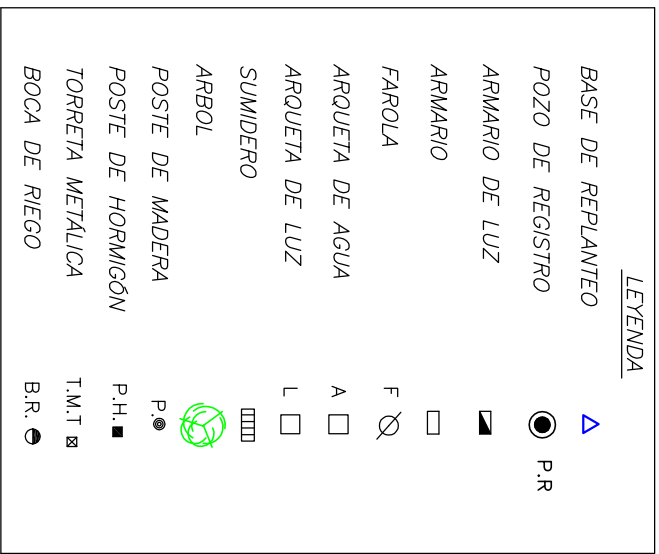 LEYENDA
BASE DE REPLANTEO
POZO DE REGISTRO P.R
ARMARIO DE LUZ
ARMARIO
FAROLA F
ARQUETA DE AGUA A
ARQUETA DE LUZ L
SUMIDERO
ARBOL
POSTE DE MADERA P.
POSTE DE HORMIGÓN P.H.
TORRETA METÁLICA T.M.T
BOCA DE RIEGO B.R.